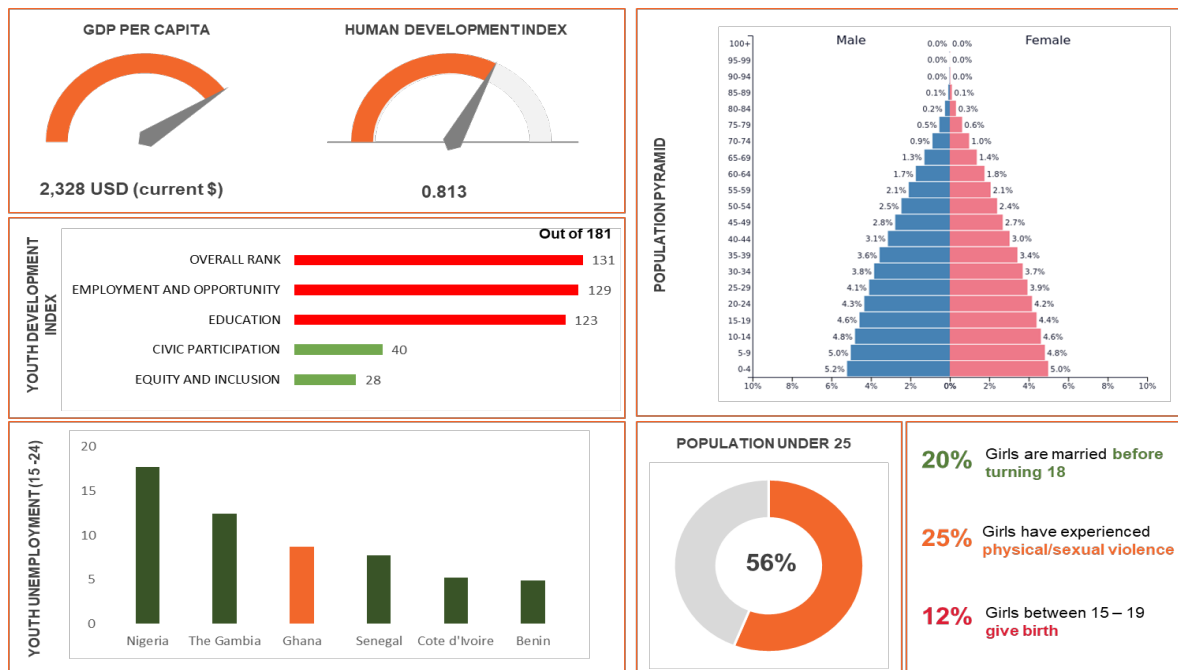 GDP PER CAPITA
2,328 USD (current $)
HUMAN DEVELOPMENT INDEX
0.813
YOUTH DEVELOPMENT
INDEX
Out of 181
OVERALL RANK 131
EMPLOYMENT AND OPPORTUNITY 129
EDUCATION 123
CIVIC PARTICIPATION 40
EQUITY AND INCLUSION 28
YOUTH UNEMPLOYMENT (15 -24)
20
15
10
5
0
Nigeria The Gambia Ghana Senegal Cote d'Ivoire Benin
POPULATION PYRAMID
Male Female
100+ 0.0% 0.0%
95-99 0.0% 0.0%
90-94 0.0% 0.0%
85-89 0.1% 0.1%
80-84 0.2% 0.3%
75-79 0.5% 0.6%
70-74 0.9% 1.0%
65-69 1.3% 1.4%
60-64 1.7% 1.8%
55-59 2.1% 2.1%
50-54 2.5% 2.4%
45-49 2.8% 2.7%
40-44 3.1% 3.0%
35-39 3.6% 3.4%
30-34 3.8% 3.7%
25-29 4.1% 3.9%
20-24 4.3% 4.2%
15-19 4.6% 4.4%
10-14 4.8% 4.6%
5-9 5.0% 4.8%
0-4 5.2% 5.0%
10% 8% 6% 4% 2% 0% 2% 4% 6% 8% 10%
POPULATION UNDER 25
56%
20% Girls are married before
turning 18
25% Girls have experienced
physical/sexual violence
12% Girls between 15 – 19
give birth